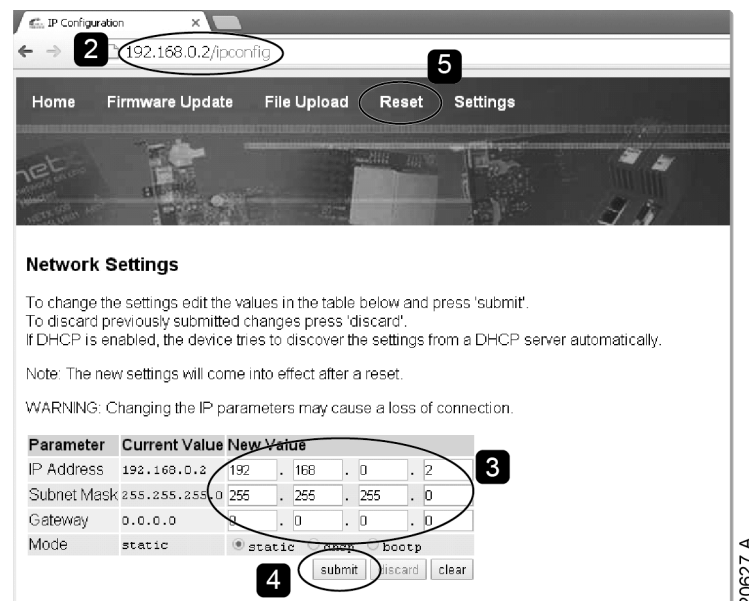 IP Configuration ×
2 192.168.0.2/ipconfig
5
Home Firmware Update File Upload Reset Settings
Network Settings
To change the settings edit the values in the table below and press 'submit'.
To discard previously submitted changes press 'discard'.
If DHCP is enabled, the device tries to discover the settings from a DHCP server automatically.
Note: The new settings will come into effect after a reset.
WARNING: Changing the IP parameters may cause a loss of connection.
Parameter Current Value New Value
IP Address 192.168.0.2 192 . 168 . 0 . 2
3
Subnet Mask 255.255.255.0 255 . 255 . 255 . 0
Gateway 0.0.0.0 0 . 0 . 0 . 0
Mode static static dhcp bootp
4 submit discard clear